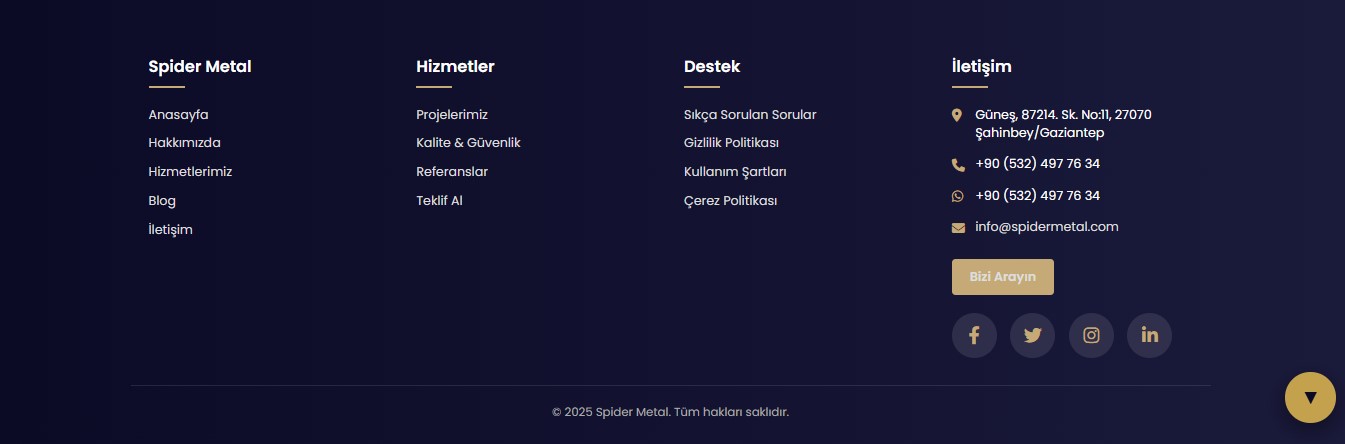 Spider Metal
Anasayfa
Hakkımızda
Hizmetlerimiz
Blog
İletişim
Hizmetler
Projelerimiz
Kalite & Güvenlik
Referanslar
Teklif Al
Destek
Sıkça Sorulan Sorular
Gizlilik Politikası
Kullanım Şartları
Çerez Politikası
İletişim
Güneş, 87214. Sk. No:11, 27070
Şahinbey/Gaziantep
+90 (532) 497 76 34
+90 (532) 497 76 34
info@spidermetal.com
Bizi Arayın
© 2025 Spider Metal. Tüm hakları saklıdır.